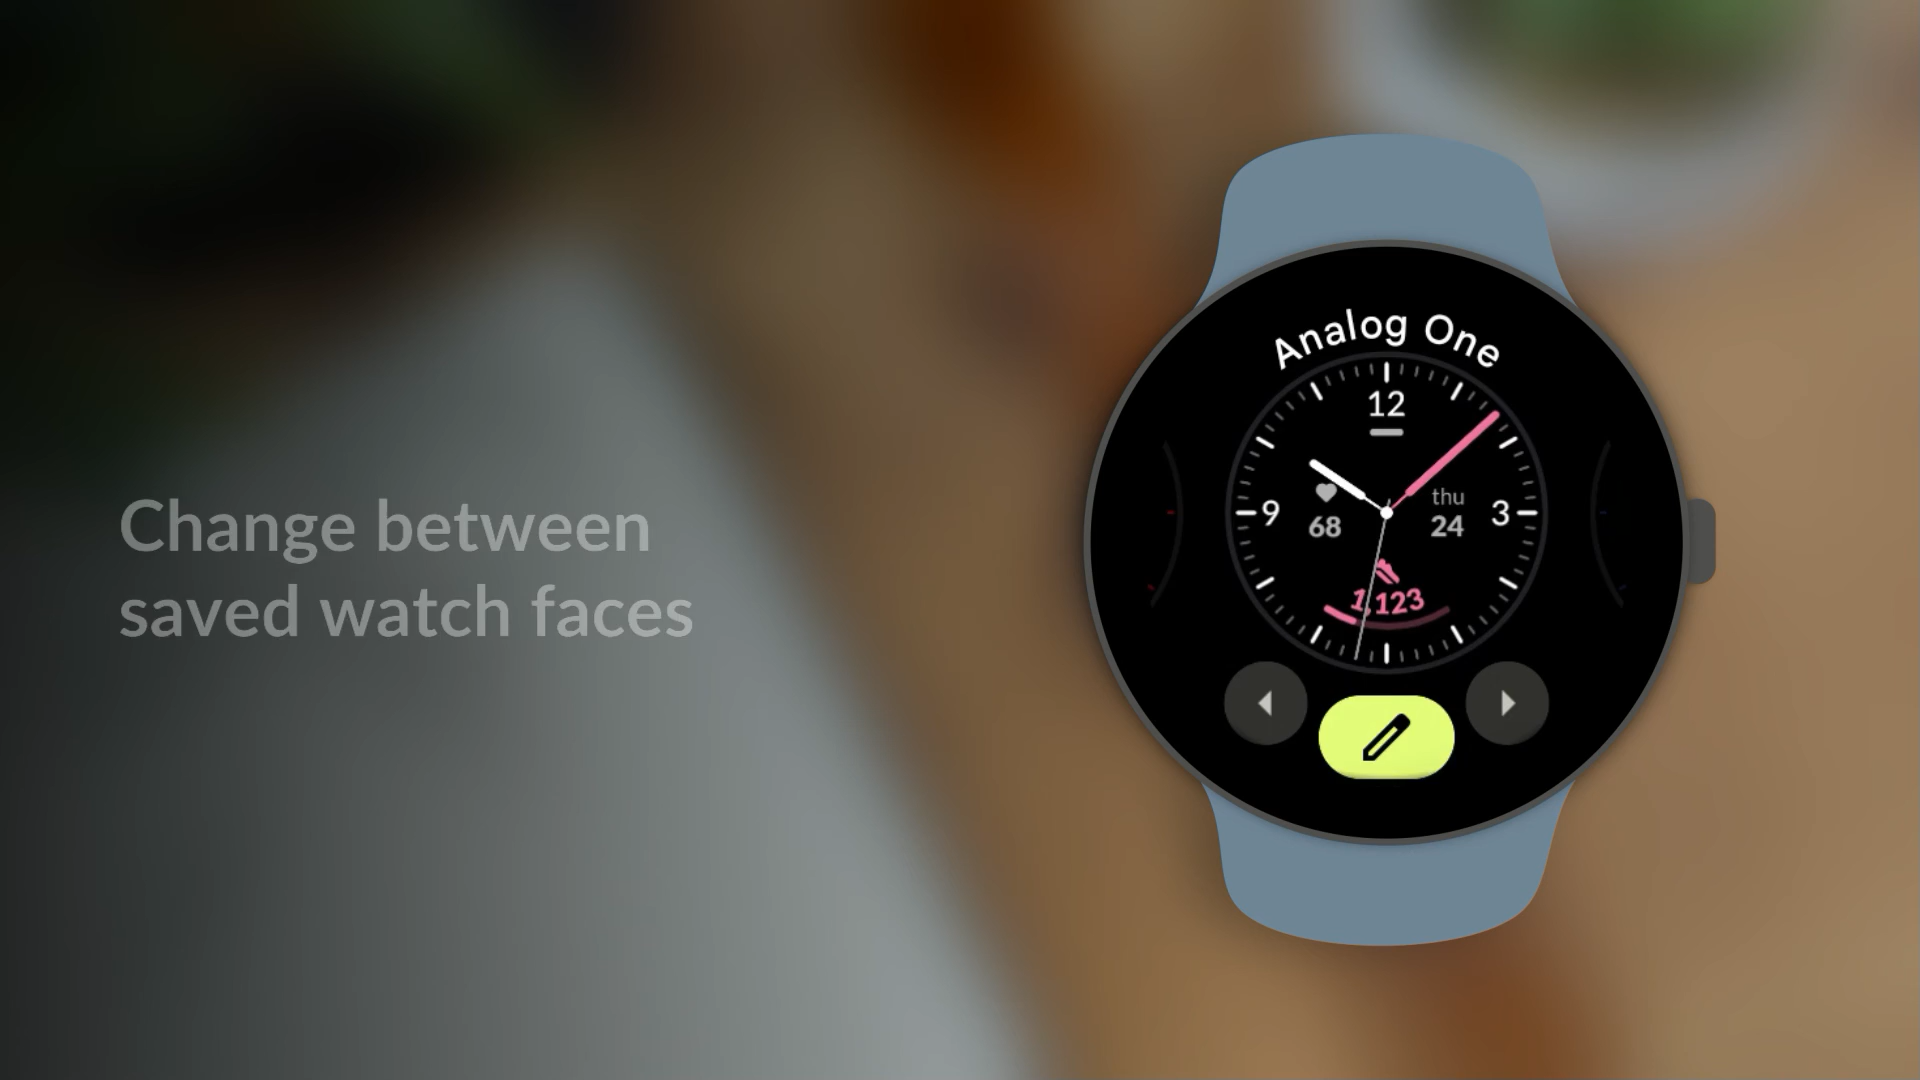 Change between
saved watch faces
Analog One
12
9
68
thu
24
3
1,123